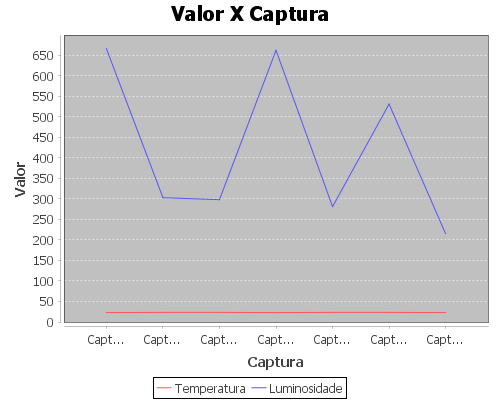 Valor X Captura
650
600
550
500
450
400
350
300
250
200
150
100
50
0
Valor
Capt... Capt... Capt... Capt... Capt... Capt... Capt...
Captura
Temperatura Luminosidade